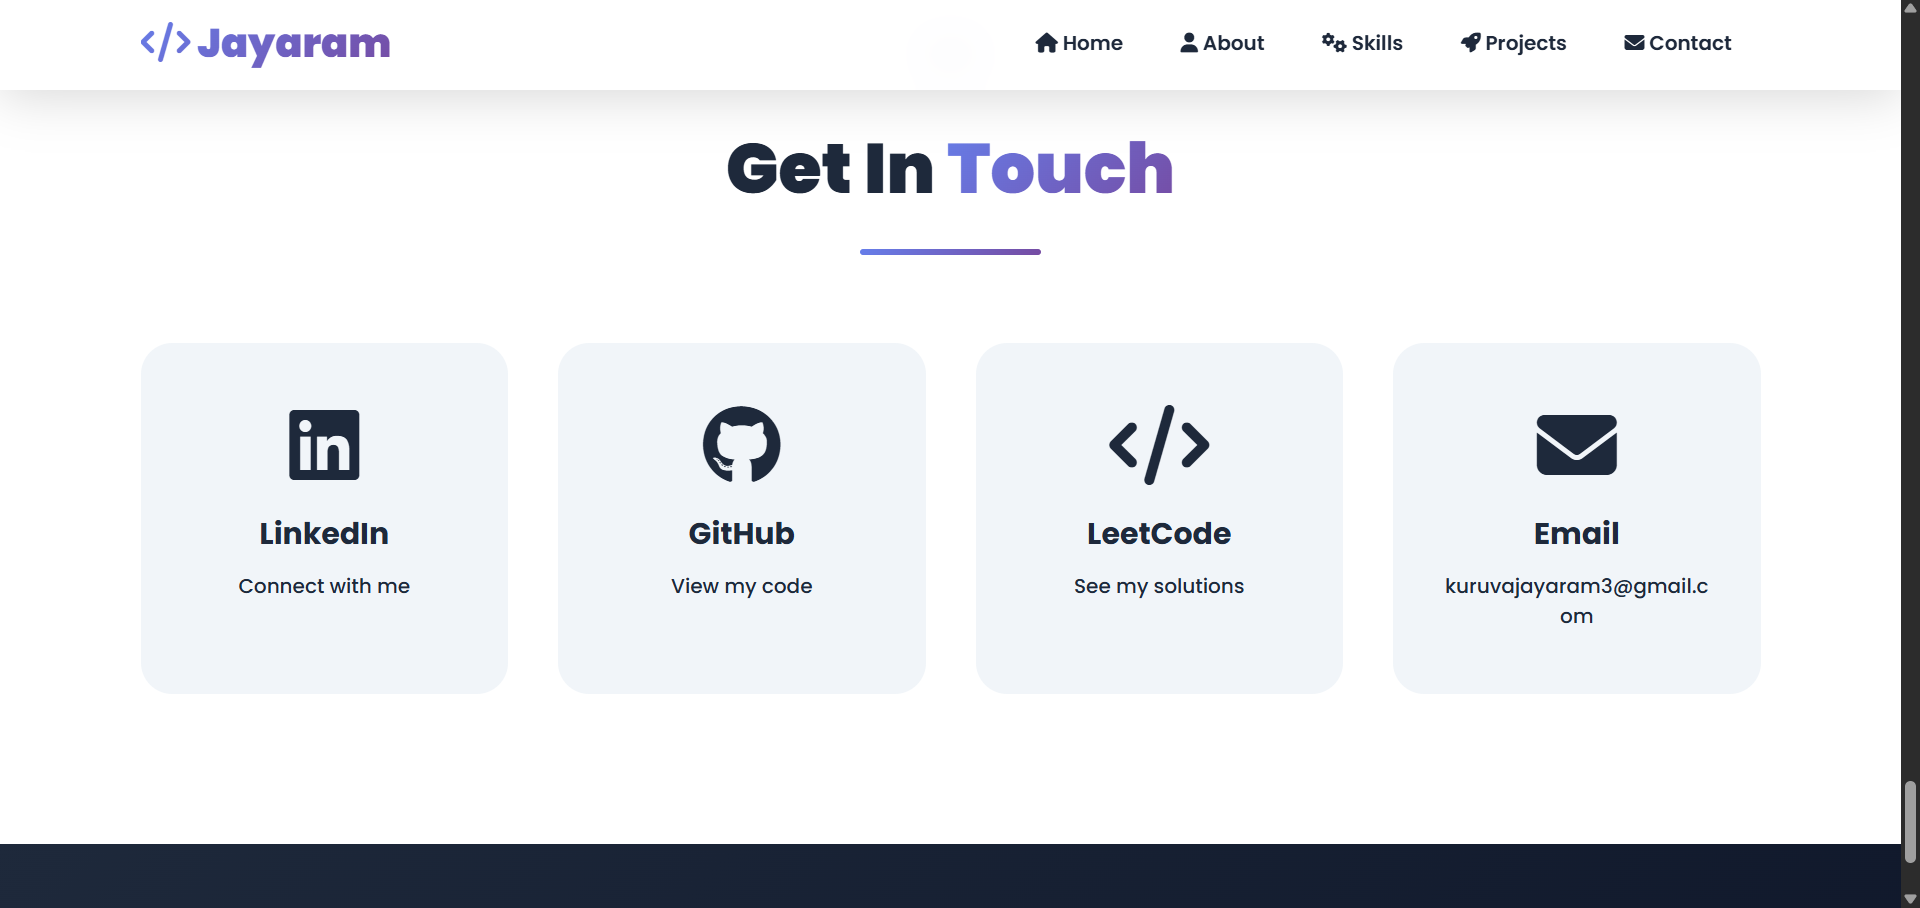 Jayaram
Home
About
Skills
Projects
Contact
Get In Touch
LinkedIn
Connect with me
GitHub
View my code
LeetCode
See my solutions
Email
kuruvajayaram3@gmail.c
om